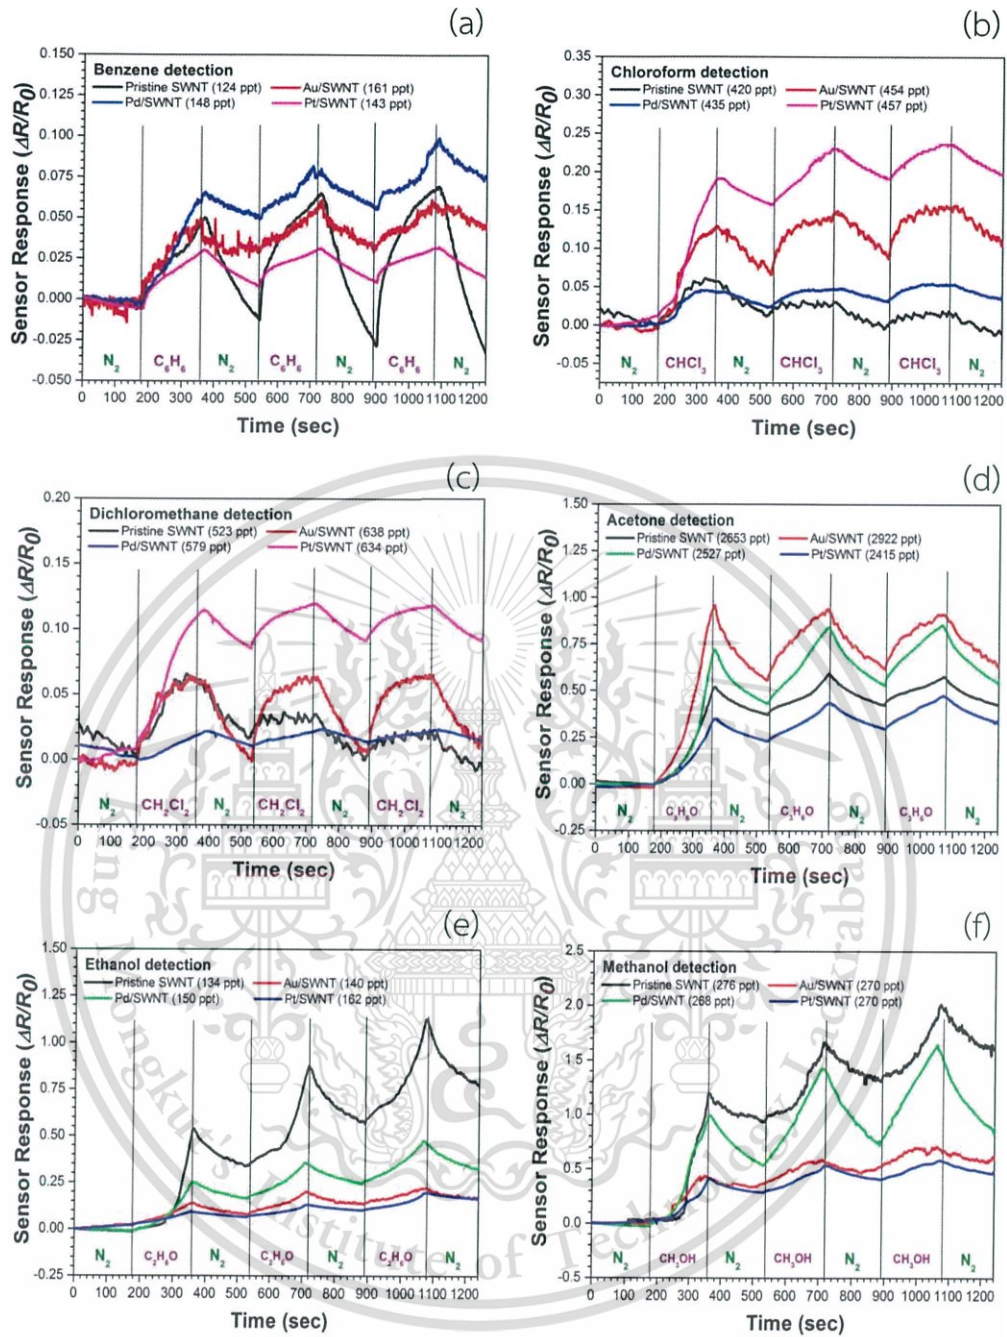 (a)
0.150
0.125
0.100
0.075
0.050
0.025
0.000
-0.025
-0.050
Sensor Response (ΔR/R0)
Benzene detection
Pristine SWNT (124 ppt) Au/SWNT (161 ppt)
Pd/SWNT (148 ppt) Pt/SWNT (143 ppt)
N2 C6H6 N2 C6H6 N2 C6H6 N2
0 100 200 300 400 500 600 700 800 900 1000 1100 1200
Time (sec)
(b)
0.35
0.30
0.25
0.20
0.15
0.10
0.05
0.00
-0.05
Sensor Response (ΔR/R0)
Chloroform detection
Pristine SWNT (420 ppt) Au/SWNT (454 ppt)
Pd/SWNT (435 ppt) Pt/SWNT (457 ppt)
N2 CHCl3 N2 CHCl3 N2 CHCl3 N2
0 100 200 300 400 500 600 700 800 900 1000 1100 1200
Time (sec)
(c)
0.20
0.15
0.10
0.05
0.00
-0.05
Sensor Response (ΔR/R0)
Dichloromethane detection
Pristine SWNT (523 ppt) Au/SWNT (638 ppt)
Pd/SWNT (579 ppt) Pt/SWNT (634 ppt)
N2 CH2Cl2 N2 CH2Cl2 N2 CH2Cl2 N2
0 100 200 300 400 500 600 700 800 900 1000 1100 1200
Time (sec)
(d)
1.50
1.25
1.00
0.75
0.50
0.25
0.00
-0.25
Sensor Response (ΔR/R0)
Acetone detection
Pristine SWNT (2653 ppt) Au/SWNT (2922 ppt)
Pd/SWNT (2527 ppt) Pt/SWNT (2415 ppt)
N2 C3H6O N2 C3H6O N2 C3H6O N2
0 100 200 300 400 500 600 700 800 900 1000 1100 1200
Time (sec)
(e)
1.50
1.25
1.00
0.75
0.50
0.25
0.00
-0.25
Sensor Response (ΔR/R0)
Ethanol detection
Pristine SWNT (134 ppt) Au/SWNT (140 ppt)
Pd/SWNT (150 ppt) Pt/SWNT (162 ppt)
N2 C2H6O N2 C2H6O N2 C2H6O N2
0 100 200 300 400 500 600 700 800 900 1000 1100 1200
Time (sec)
(f)
2.5
2.0
1.5
1.0
0.5
0.0
-0.5
Sensor Response (ΔR/R0)
Methanol detection
Pristine SWNT (276 ppt) Au/SWNT (270 ppt)
Pd/SWNT (268 ppt) Pt/SWNT (270 ppt)
N2 CH3OH N2 CH3OH N2 CH3OH N2
0 100 200 300 400 500 600 700 800 900 1000 1100 1200
Time (sec)
King Mongkut's Institute of Technology Ladkrabang